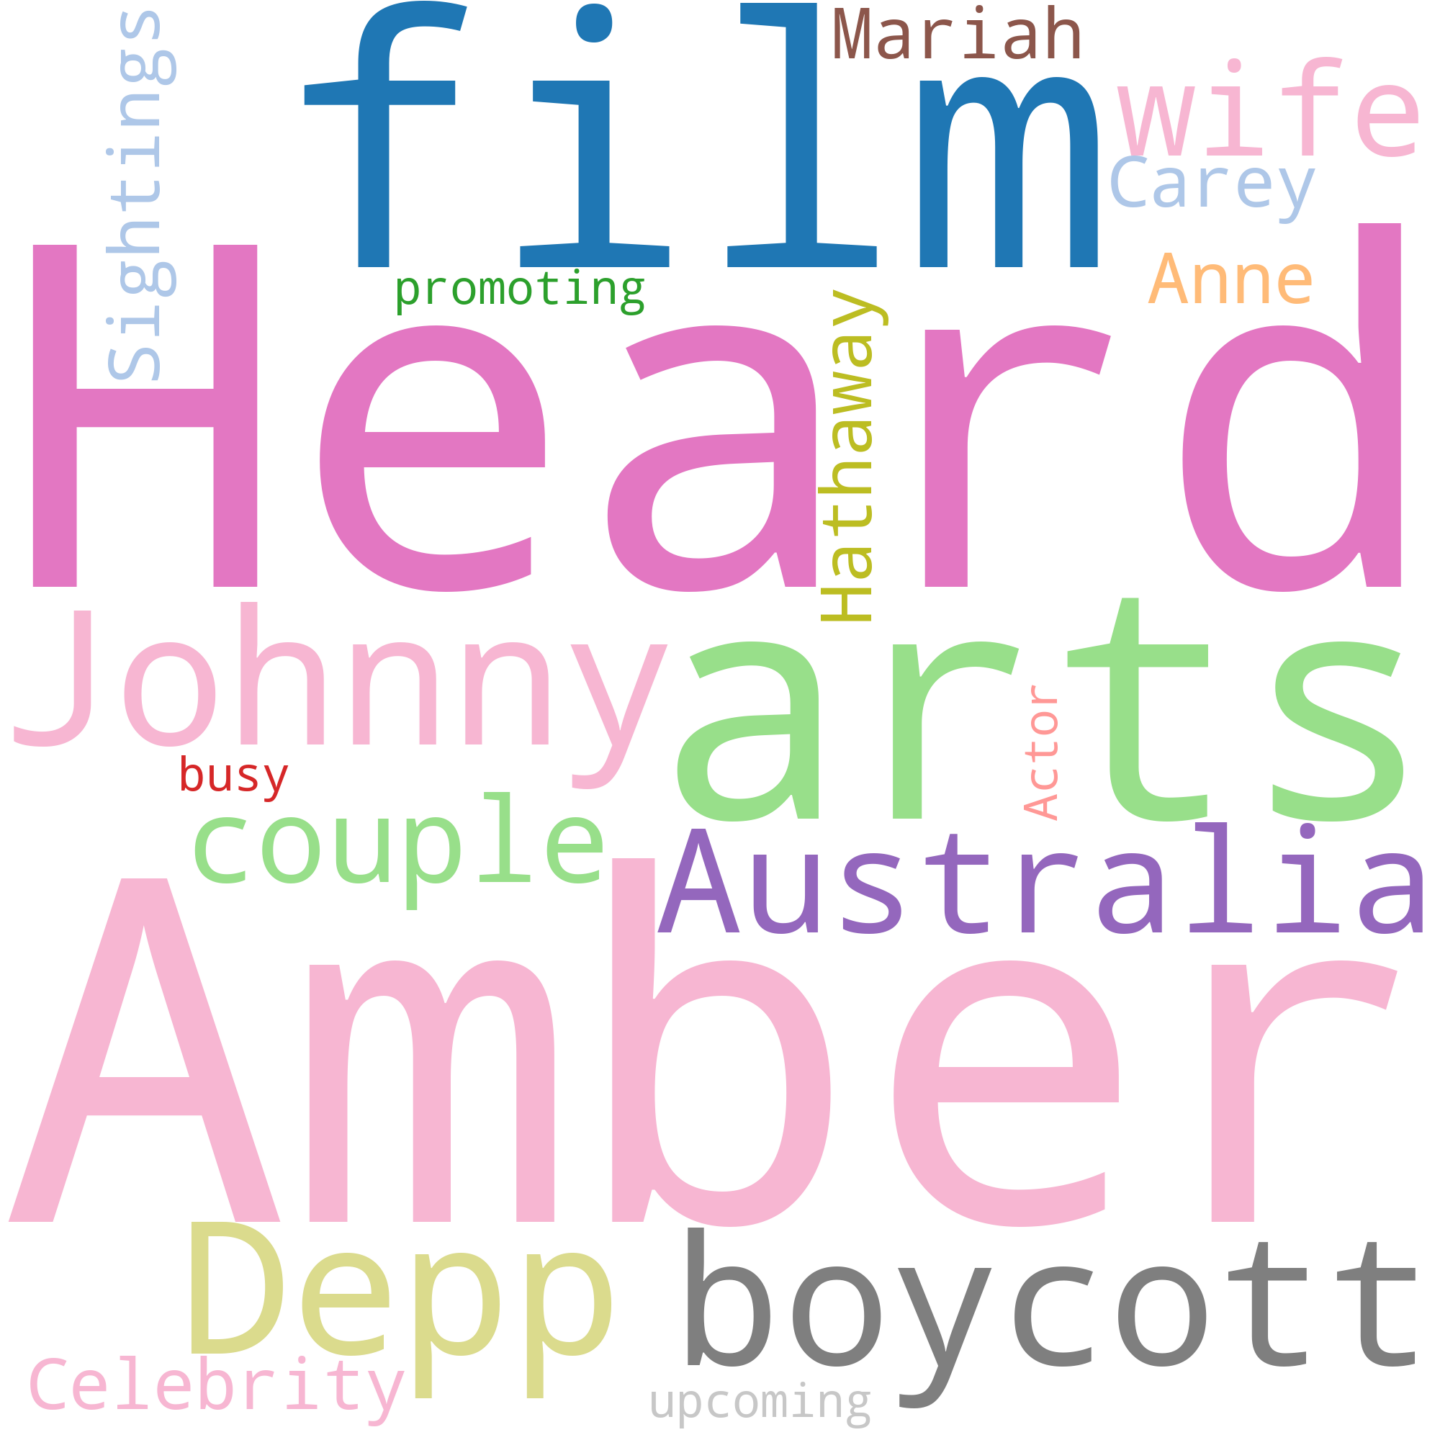 film
Mariah
wife
Sightings
Carey
Heard
Anne
promoting
Hathaway
Johnny
arts
Actor
busy
couple
Australia
Amber
Depp
boycott
Celebrity
upcoming